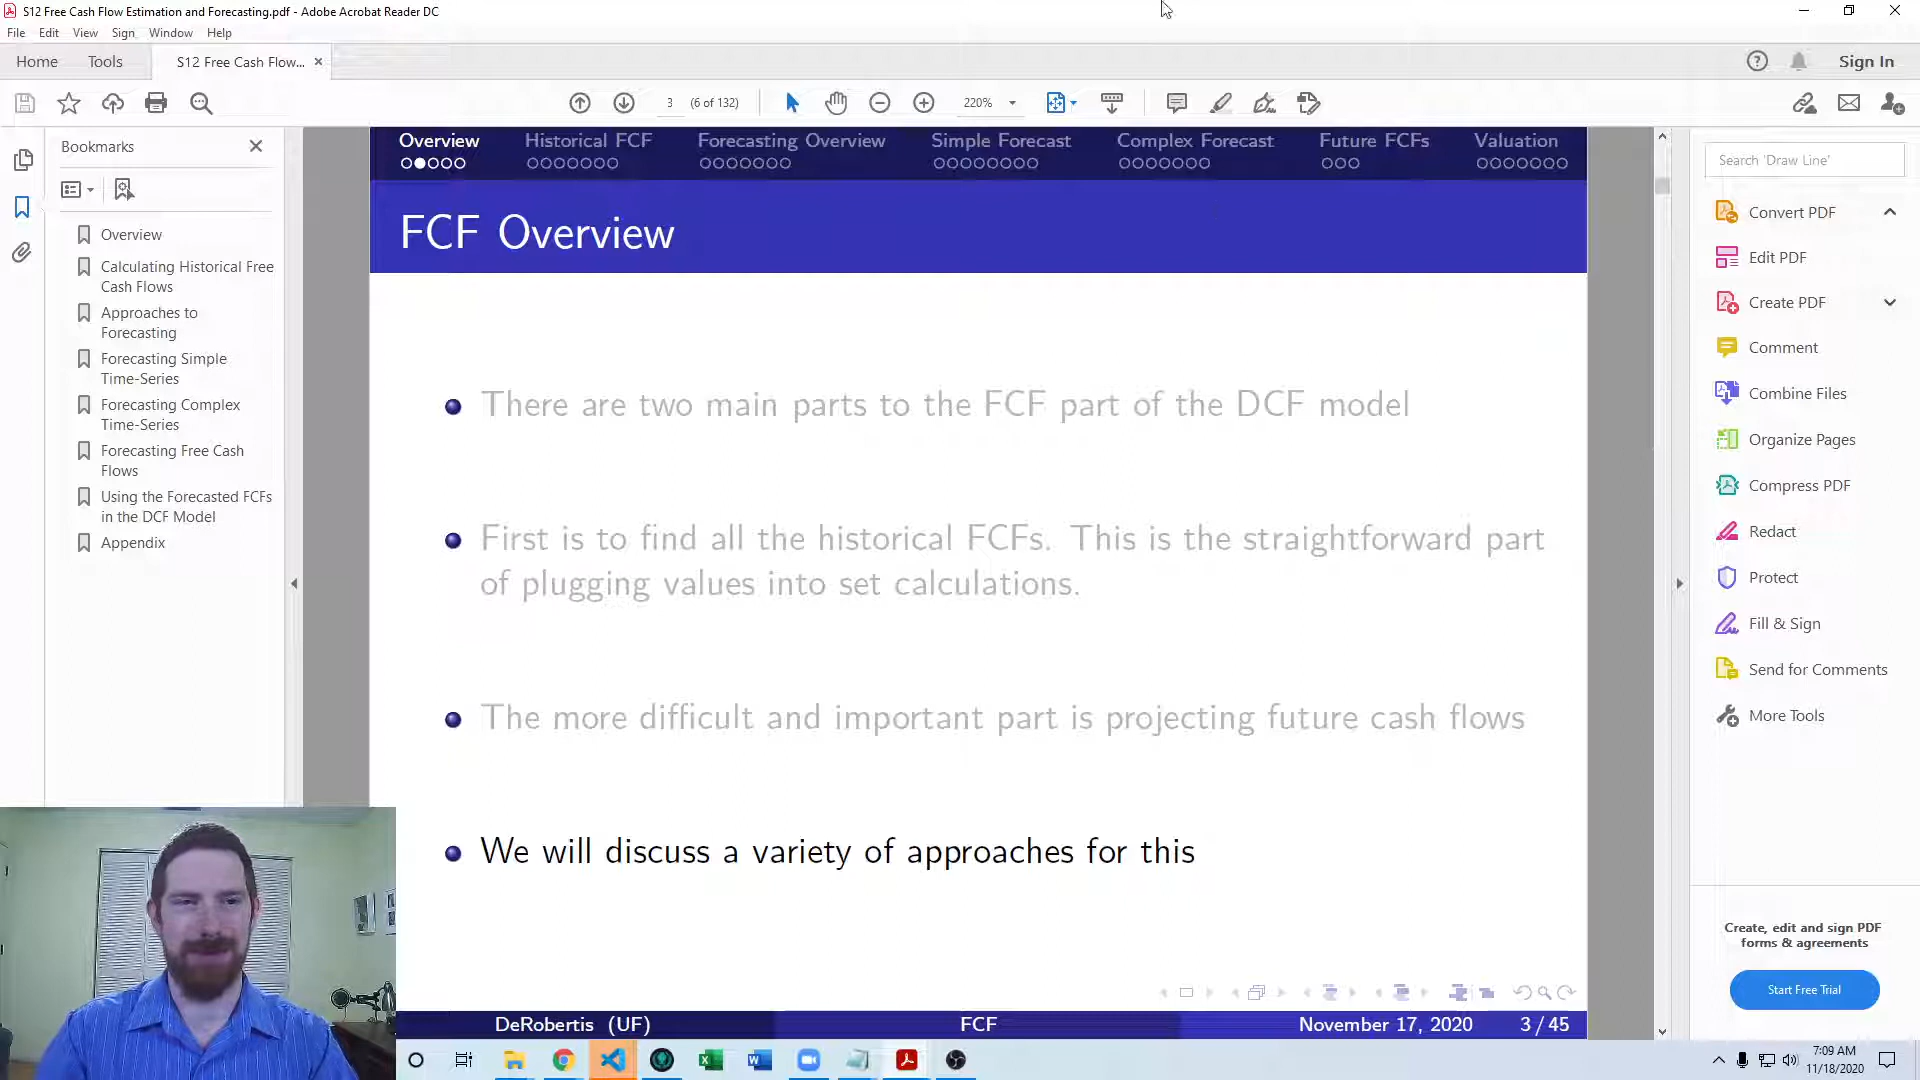 S12 Free Cash Flow Estimation and Forecasting.pdf - Adobe Acrobat Reader DC
File Edit View Sign Window Help
Home Tools S12 Free Cash Flow...
Sign In
3 (6 of 132) 220%
Bookmarks
Overview
Calculating Historical Free
Cash Flows
Approaches to
Forecasting
Forecasting Simple
Time-Series
Forecasting Complex
Time-Series
Forecasting Free Cash
Flows
Using the Forecasted FCFs
in the DCF Model
Appendix
Overview Historical FCF Forecasting Overview Simple Forecast Complex Forecast Future FCFs Valuation
FCF Overview
There are two main parts to the FCF part of the DCF model
First is to find all the historical FCFs. This is the straightforward part
of plugging values into set calculations.
The more difficult and important part is projecting future cash flows
We will discuss a variety of approaches for this
DeRobertis (UF) FCF November 17, 2020 3 / 45
Search 'Draw Line'
Convert PDF
Edit PDF
Create PDF
Comment
Combine Files
Organize Pages
Compress PDF
Redact
Protect
Fill & Sign
Send for Comments
More Tools
Create, edit and sign PDF
forms & agreements
Start Free Trial
7:09 AM
11/18/2020